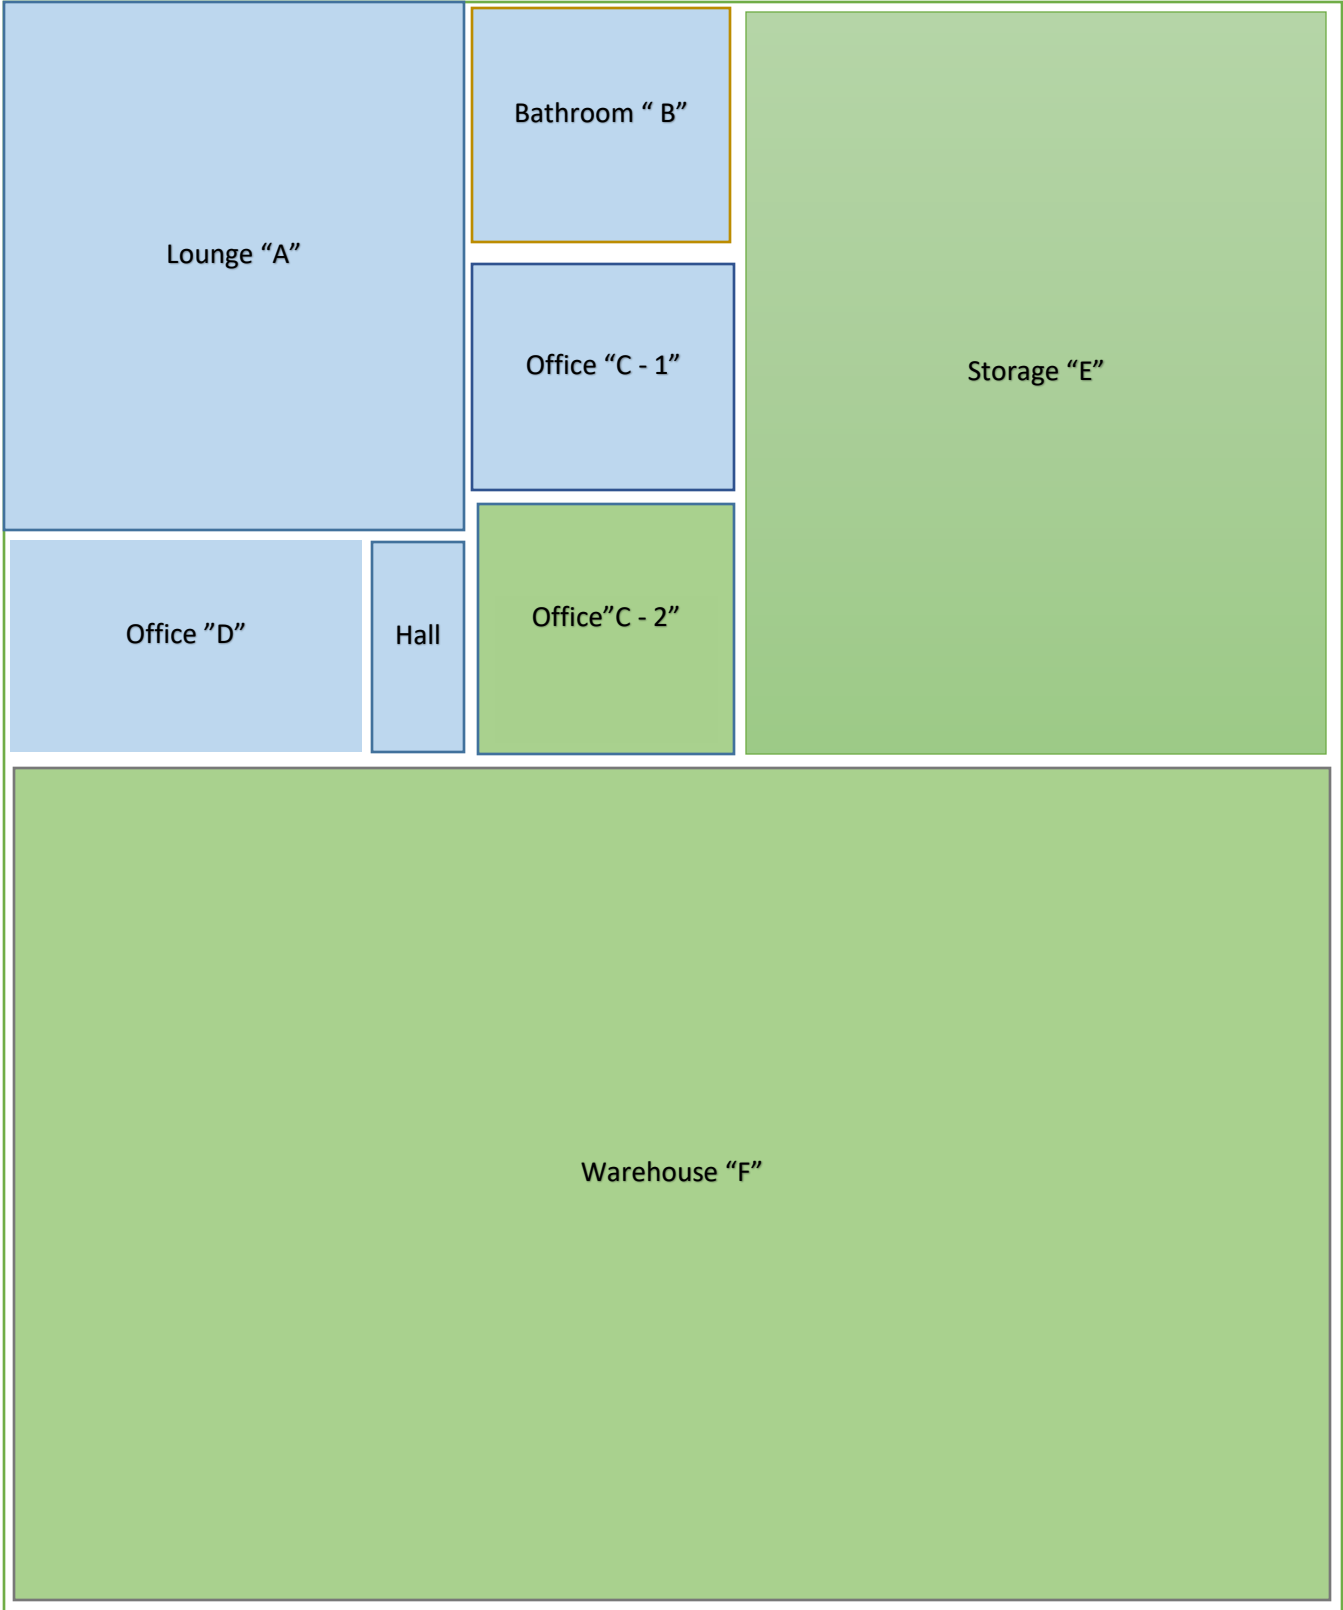 Bathroom “ B”
Lounge “A”
Office “C - 1”
Storage “E”
Office ”D”
Hall
Office”C - 2”
Warehouse “F”